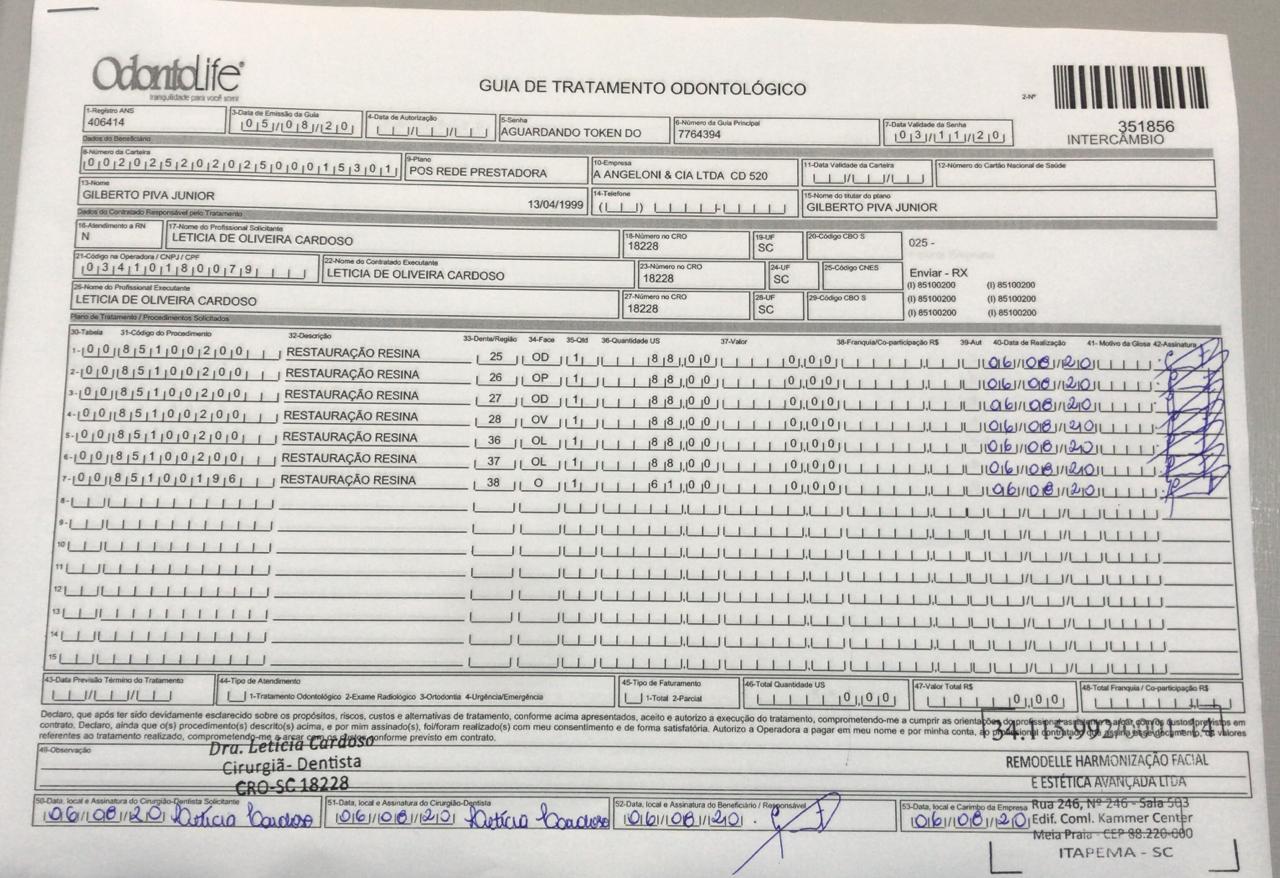 OdontoLife®
tranquilidade para você sorrir
GUIA DE TRATAMENTO ODONTOLÓGICO
2-Nº
351856
INTERCÂMBIO
1-Registro ANS 3-Data de Emissão da Guia 4-Data de Autorização 5-Senha 6-Número da Guia Principal 7-Data Validade da Senha
406414 05/08/20 AGUARDANDO TOKEN DO 7764394 03/11/20
Dados do Beneficiário
8-Número da Carteira 9-Plano 10-Empresa 11-Data Validade da Carteira 12-Número do Cartão Nacional de Saúde
00202520202500015301 POS REDE PRESTADORA A ANGELONI & CIA LTDA CD 520
13-Nome 14-Telefone 15-Nome do titular do plano
GILBERTO PIVA JUNIOR 13/04/1999 GILBERTO PIVA JUNIOR
Dados do Contratado Responsável pelo Tratamento
16-Atendimento a RN 17-Nome do Profissional Solicitante 18-Número no CRO 19-UF 20-Código CBO S
N LETICIA DE OLIVEIRA CARDOSO 18228 SC
025 -
21-Código na Operadora / CNPJ / CPF 22-Nome do Contratado Executante 23-Número no CRO 24-UF 25-Código CNES
03410180079 LETICIA DE OLIVEIRA CARDOSO 18228 SC
Enviar - RX
(I) 85100200 (I) 85100200
(I) 85100200 (I) 85100200
(I) 85100200 (I) 85100200
26-Nome do Profissional Executante 27-Número no CRO 28-UF 29-Código CBO S
LETICIA DE OLIVEIRA CARDOSO 18228 SC
Plano de Tratamento / Procedimentos Solicitados
30-Tabela 31-Código do Procedimento 32-Descrição 33-Dente/Região 34-Face 35-Qtd 36-Quantidade US 37-Valor 38-Franquia/Co-participação R$ 39-Aut 40-Data de Realização 41- Motivo da Glosa 42-Assinatura
1- 00 85100200 RESTAURAÇÃO RESINA 25 OD 1 88,00 0,00 06/08/20
2- 00 85100200 RESTAURAÇÃO RESINA 26 OP 1 88,00 0,00 06/08/20
3- 00 85100200 RESTAURAÇÃO RESINA 27 OD 1 88,00 0,00 06/08/20
4- 00 85100200 RESTAURAÇÃO RESINA 28 OV 1 88,00 0,00 06/08/20
5- 00 85100200 RESTAURAÇÃO RESINA 36 OL 1 88,00 0,00 06/08/20
6- 00 85100200 RESTAURAÇÃO RESINA 37 OL 1 88,00 0,00 06/08/20
7- 00 85100196 RESTAURAÇÃO RESINA 38 O 1 61,00 0,00 06/08/20
8-
9-
10
11
12
13
14
15
43-Data Previsão Término do Tratamento 44-Tipo de Atendimento 45-Tipo de Faturamento 46-Total Quantidade US 47-Valor Total R$ 48-Total Franquia / Co-participação R$
1-Tratamento Odontológico 2-Exame Radiológico 3-Ortodontia 4-Urgência/Emergência 1-Total 2-Parcial 0,00 0,00
Declaro, que após ter sido devidamente esclarecido sobre os propósitos, riscos, custos e alternativas de tratamento, conforme acima apresentados, aceito e autorizo a execução do tratamento, comprometendo-me a cumprir as orientações do profissional assistente e arcar com os custos previstos em
contrato. Declaro, ainda que o(s) procedimento(s) descrito(s) acima, e por mim assinado(s), foi/foram realizado(s) com meu consentimento e de forma satisfatória. Autorizo a Operadora a pagar em meu nome e por minha conta, ao profissional contratado que assina esse documento, os valores
referentes ao tratamento realizado, comprometendo-me a arcar com os custos conforme previsto em contrato.
49-Observação
Dra. Letícia Cardoso
Cirurgiã- Dentista
CRO-SC 18228
REMODELLE HARMONIZAÇÃO FACIAL
E ESTÉTICA AVANÇADA LTDA
Rua 246, Nº 246 - Sala 503
Edif. Coml. Kammer Center
Meia Praia - CEP 88.220-000
ITAPEMA - SC
50-Data, local e Assinatura do Cirurgião-Dentista Solicitante 51-Data, local e Assinatura do Cirurgião-Dentista 52-Data, local e Assinatura do Beneficiário / Responsável 53-Data, local e Carimbo da Empresa
06/08/20 Letícia Cardoso 06/08/20 Letícia Cardoso 06/08/20 06/08/20